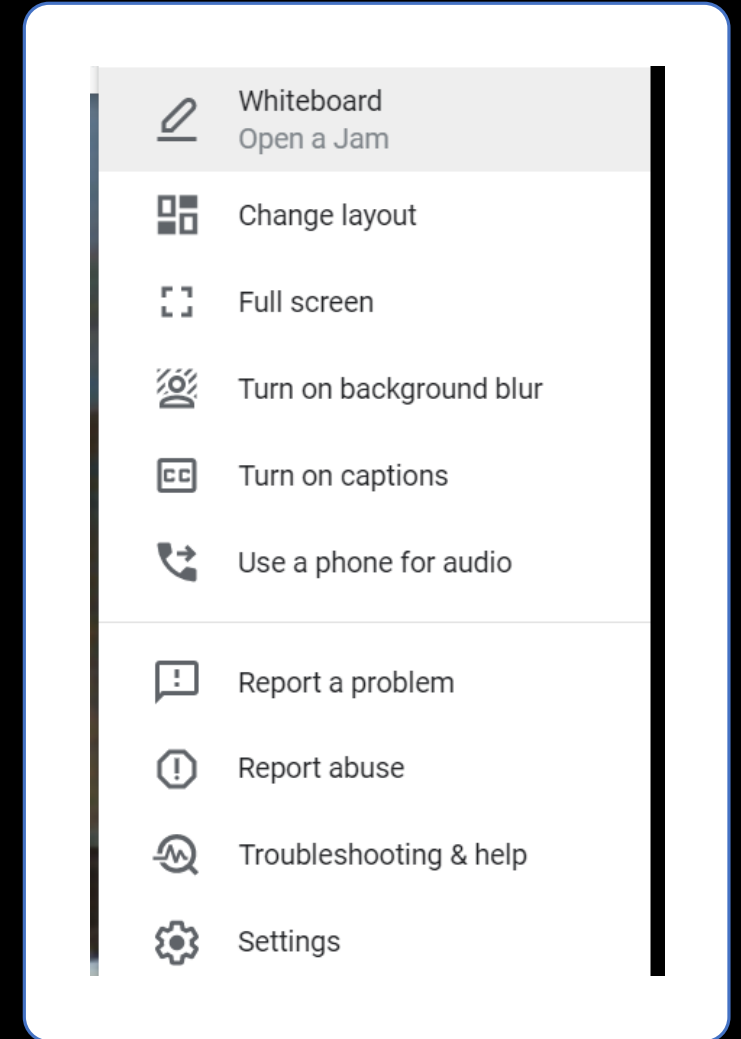 Whiteboard
Open a Jam
Change layout
Full screen
Turn on background blur
CC Turn on captions
Use a phone for audio
Report a problem
Report abuse
Troubleshooting & help
Settings